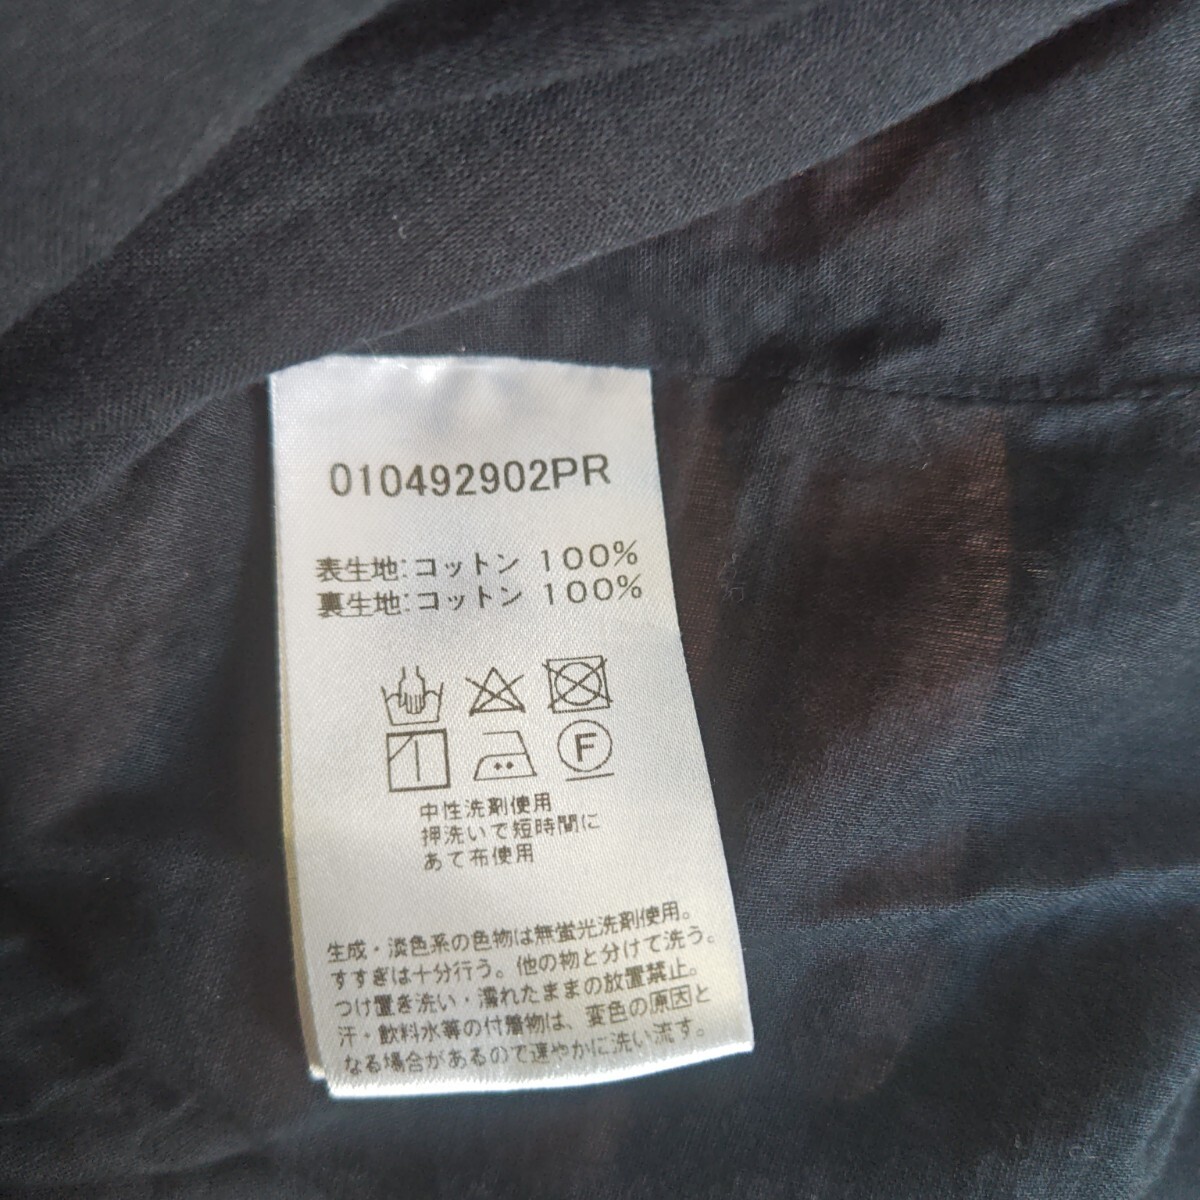 010492902PR
表生地:コットン 100%
裏生地:コットン 100%
F
中性洗剤使用
押洗いで短時間に
あて布使用
生成・淡色系の色物は無蛍光洗剤使用。
すすぎは十分行う。他の物と分けて洗う。
つけ置き洗い・濡れたままの放置禁止。
汗・飲料水等の付着物は、変色の原因と
なる場合があるので速やかに洗い流す。